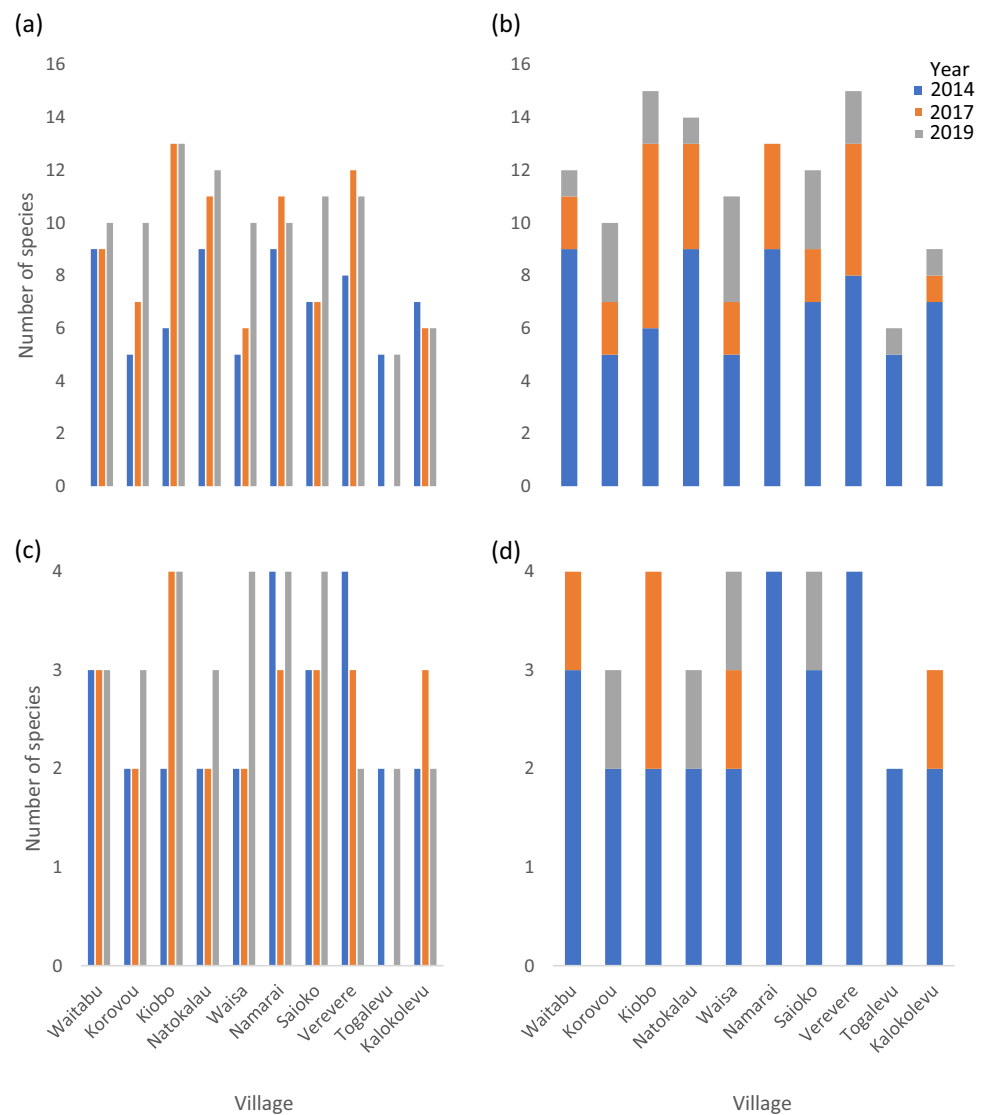 (a)
(b)
16
14
12
10
8
6
4
2
0
Number of species
16
14
12
10
8
6
4
2
0
Year
2014
2017
2019
(c)
(d)
4
3
2
1
0
Number of species
4
3
2
1
0
Waitabu
Korovou
Kiobo
Natokalau
Waisa
Namarai
Saioko
Verevere
Togalevu
Kalokolevu
Waitabu
Korovou
Kiobo
Natokalau
Waisa
Namarai
Saioko
Verevere
Togalevu
Kalokolevu
Village
Village